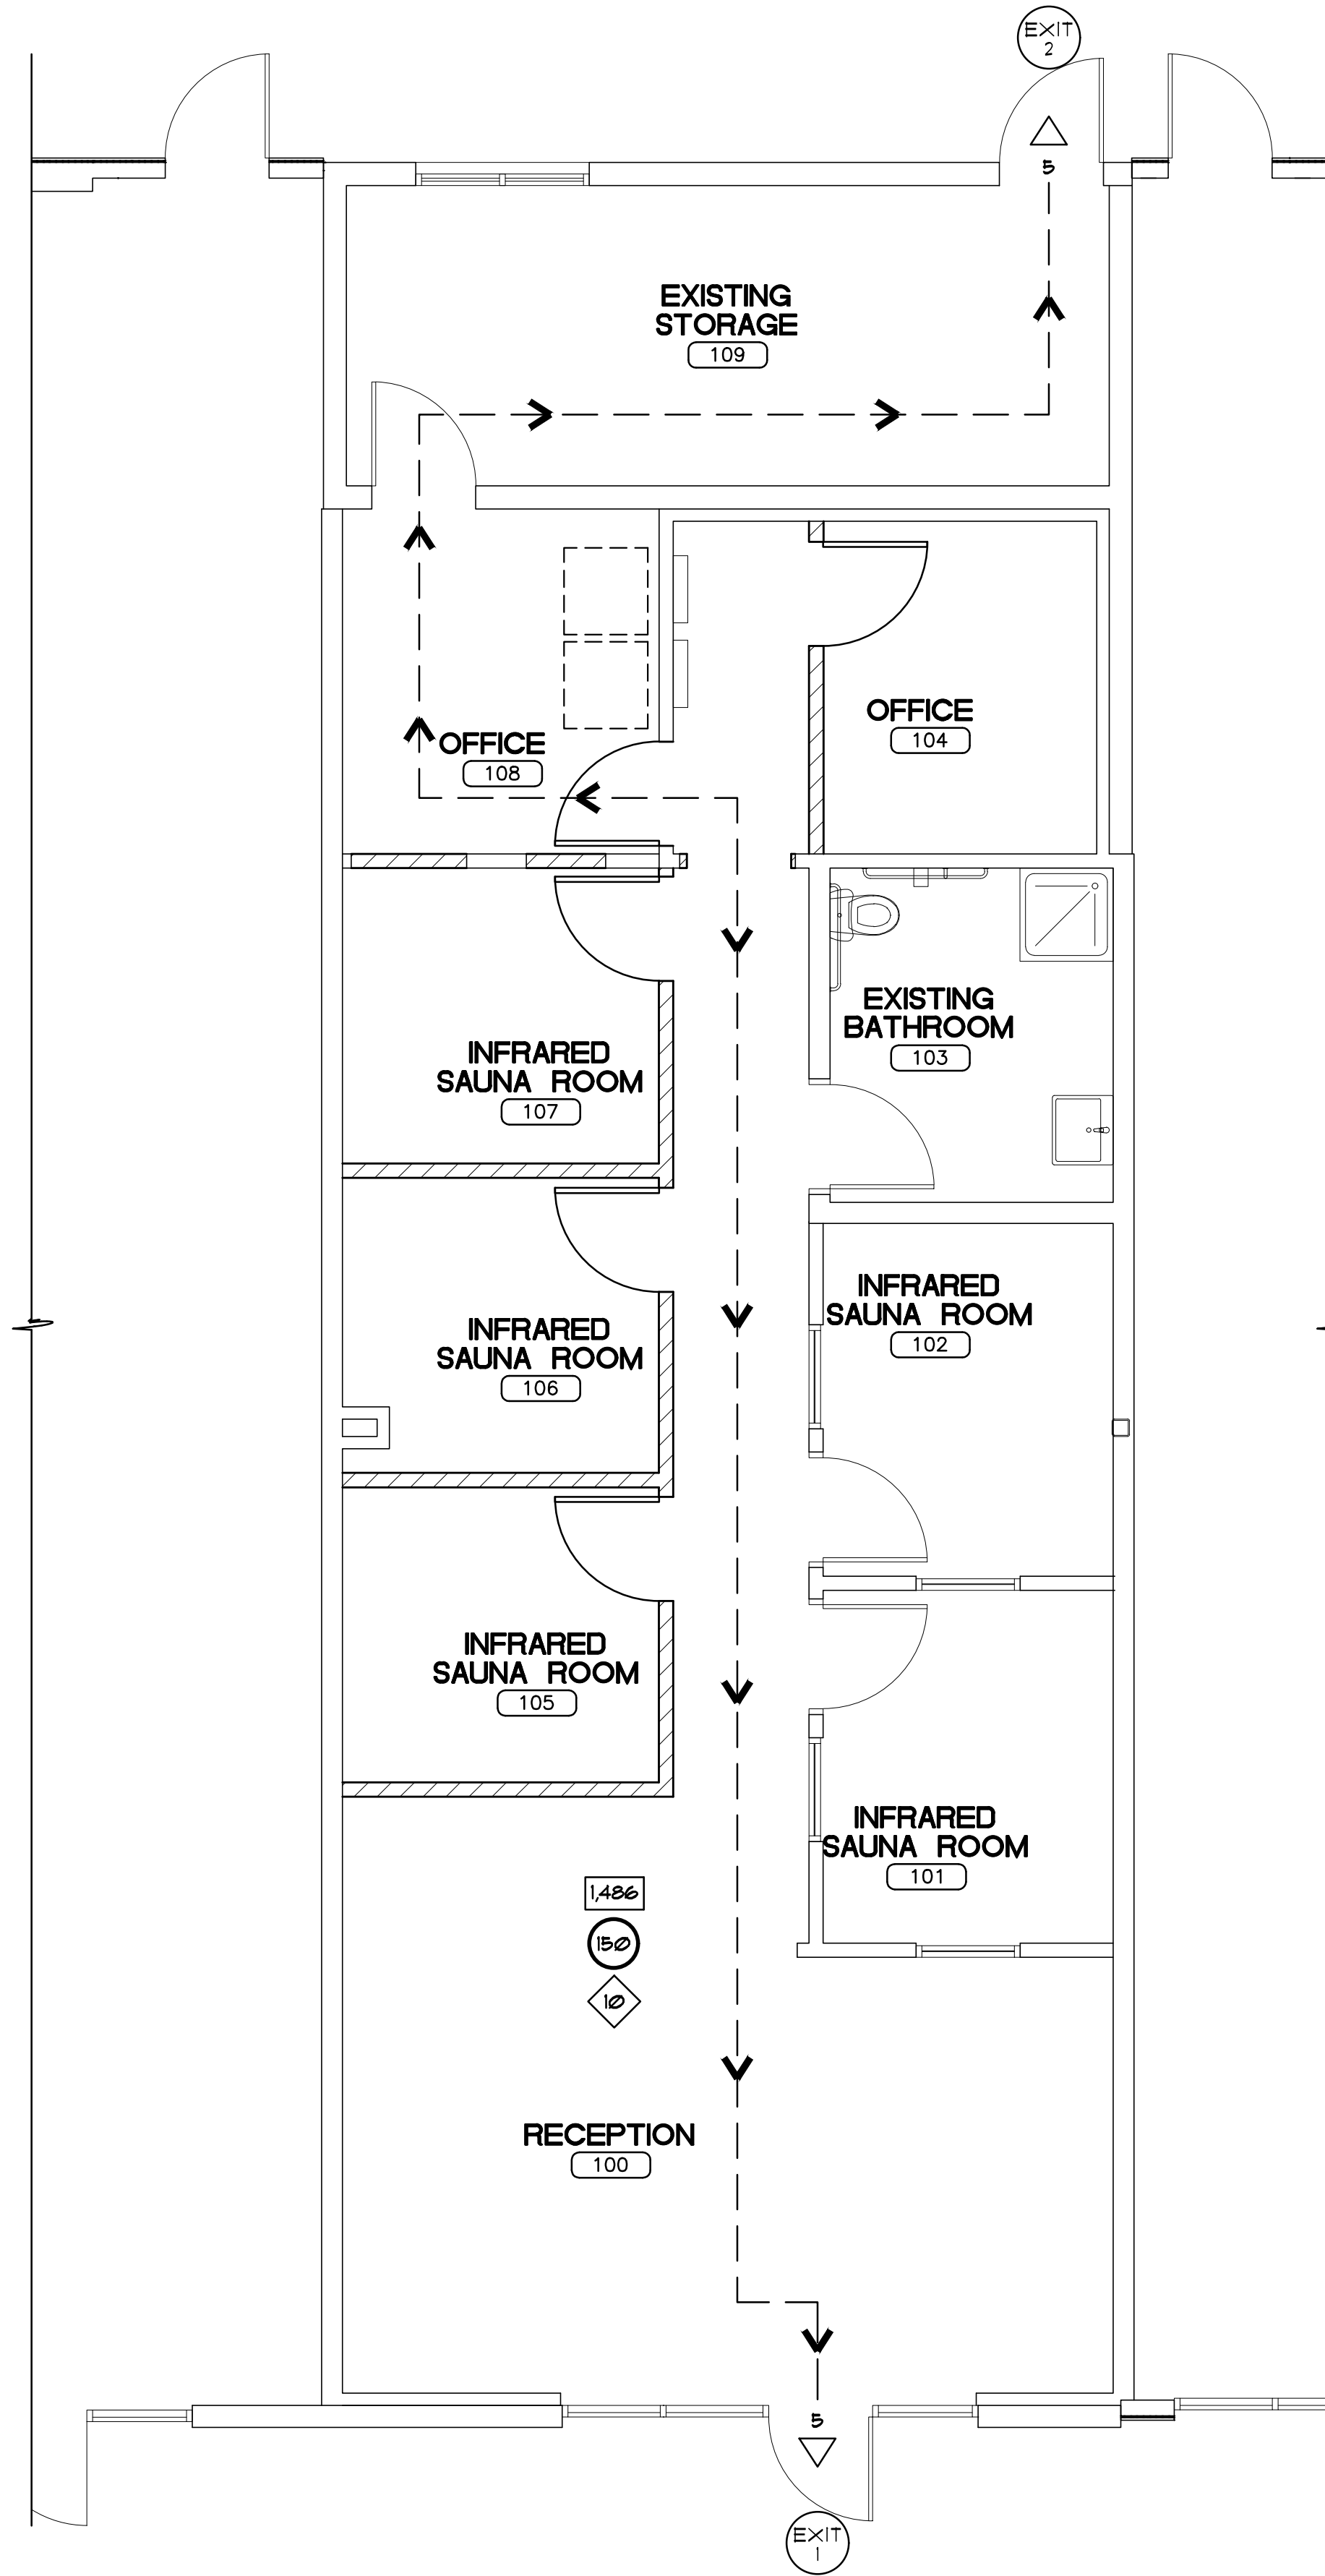 EXIT
2
5
EXISTING
STORAGE
109
OFFICE
104
OFFICE
108
EXISTING
BATHROOM
103
INFRARED
SAUNA ROOM
107
INFRARED
SAUNA ROOM
102
INFRARED
SAUNA ROOM
106
INFRARED
SAUNA ROOM
105
INFRARED
SAUNA ROOM
101
1,486
150
10
RECEPTION
100
5
EXIT
1